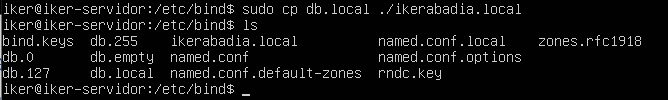 iker@iker-servidor:/etc/bind$ sudo cp db.local ./ikerabadia.local
iker@iker-servidor:/etc/bind$ ls
bind.keys  db.255    ikerabadia.local          named.conf.local    zones.rfc1918
db.0       db.empty  named.conf                named.conf.options
db.127     db.local  named.conf.default-zones  rndc.key
iker@iker-servidor:/etc/bind$ _